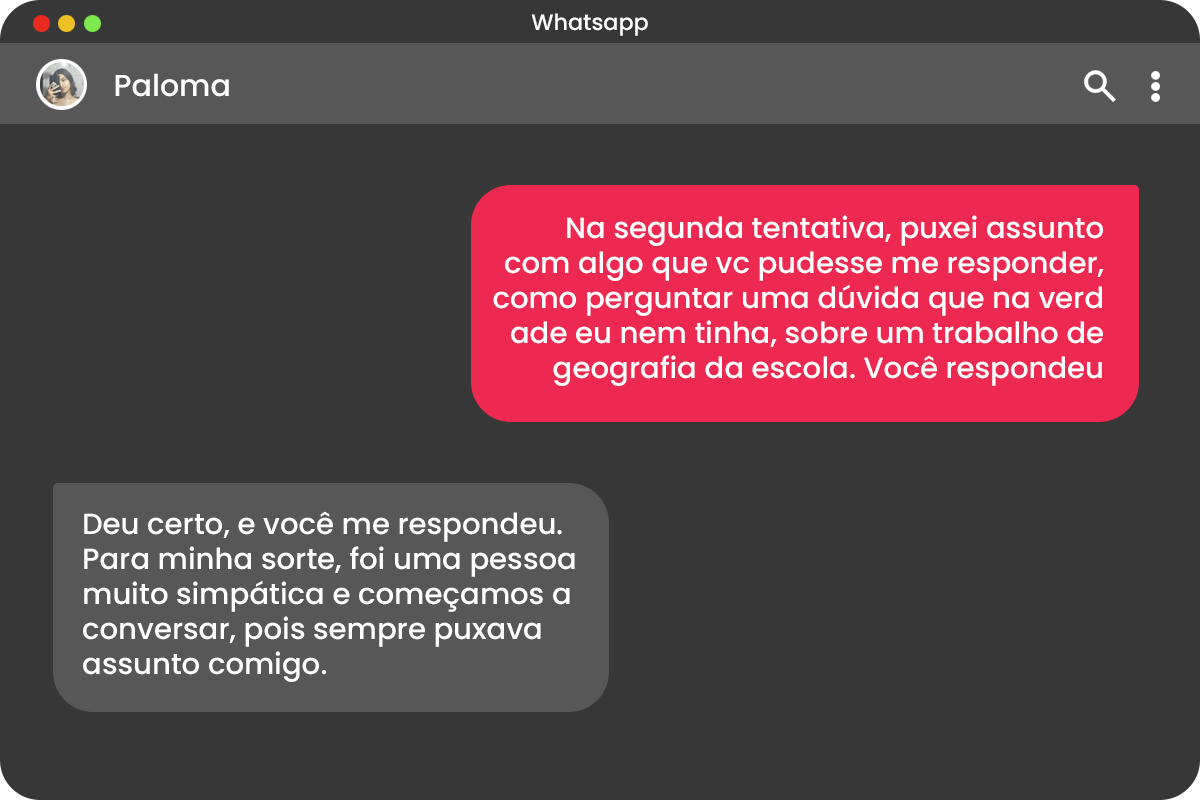 Whatsapp
Paloma
Na segunda tentativa, puxei assunto
com algo que vc pudesse me responder,
como perguntar uma dúvida que na verd
ade eu nem tinha, sobre um trabalho de
geografia da escola. Você respondeu
Deu certo, e você me respondeu.
Para minha sorte, foi uma pessoa
muito simpática e começamos a
conversar, pois sempre puxava
assunto comigo.